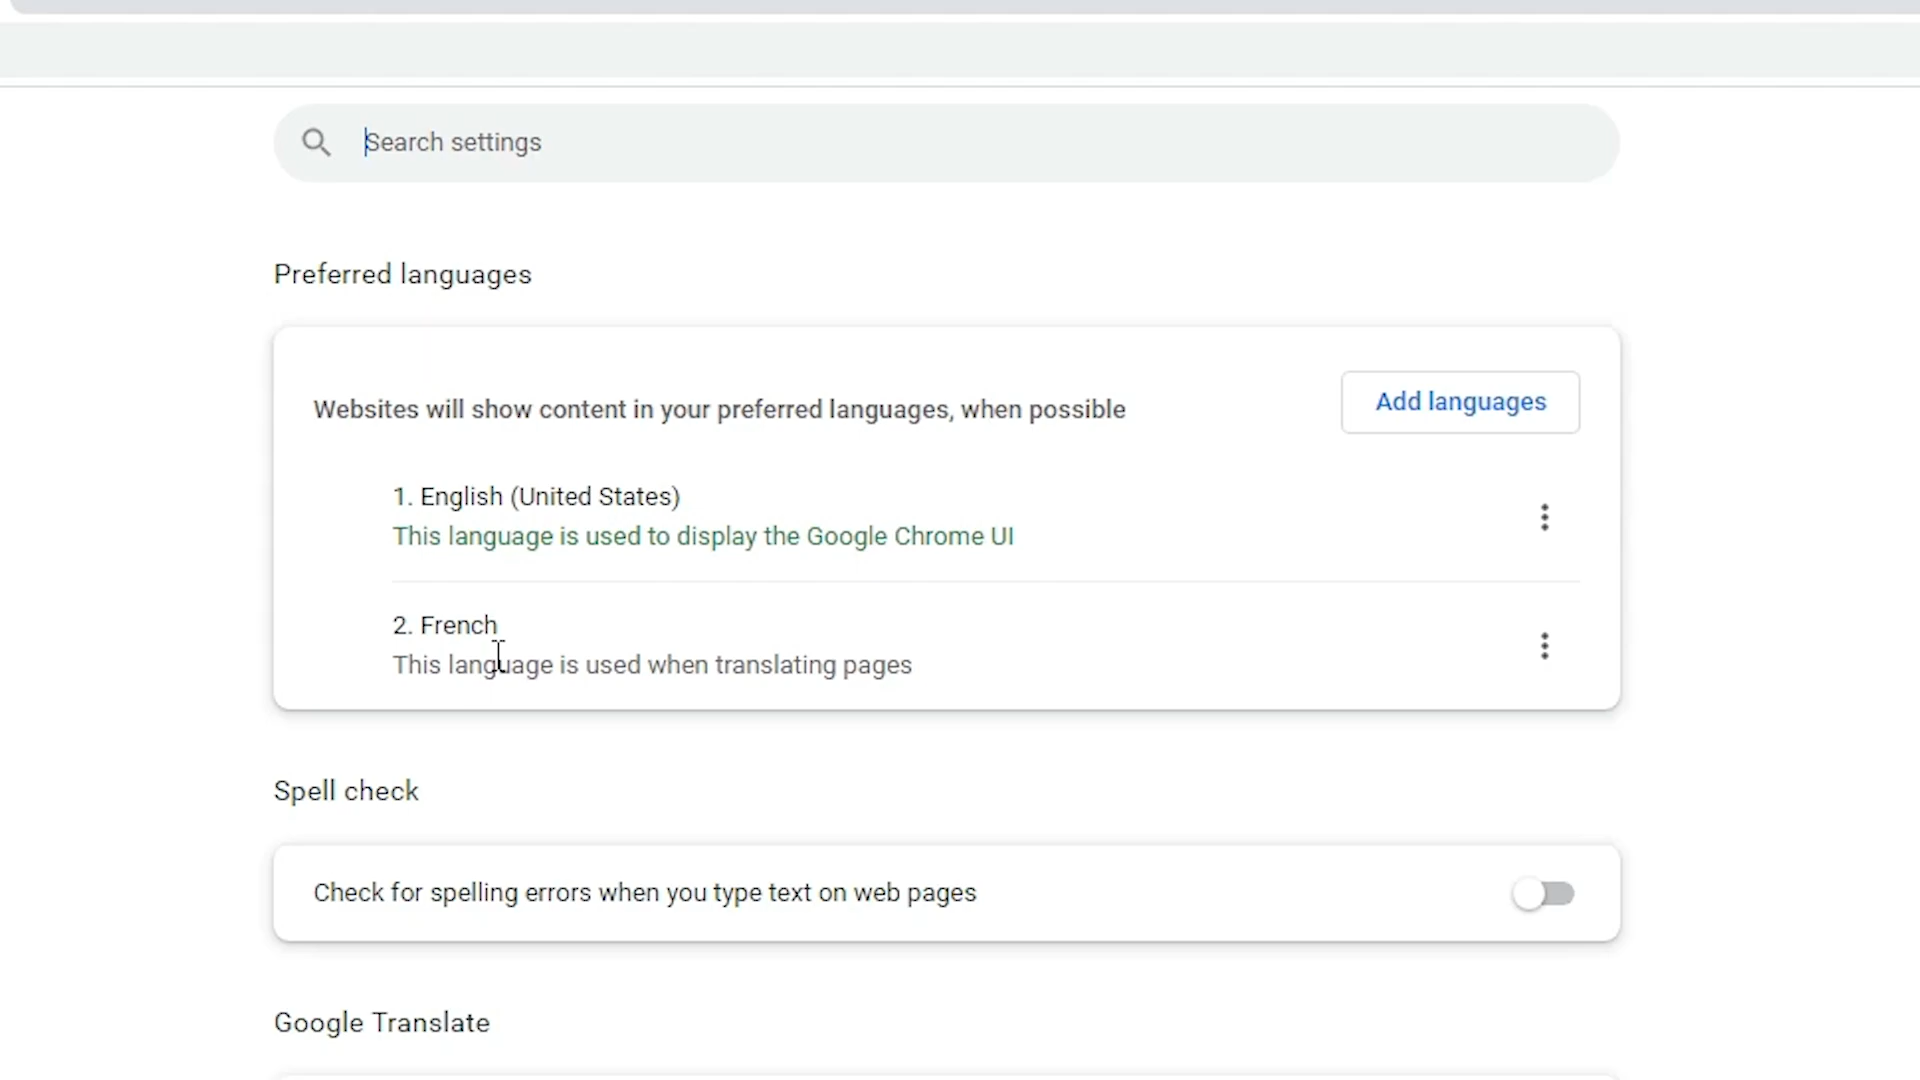 Search settings
Preferred languages
Websites will show content in your preferred languages, when possible
Add languages
1. English (United States)
This language is used to display the Google Chrome UI
2. French
This language is used when translating pages
Spell check
Check for spelling errors when you type text on web pages
Google Translate